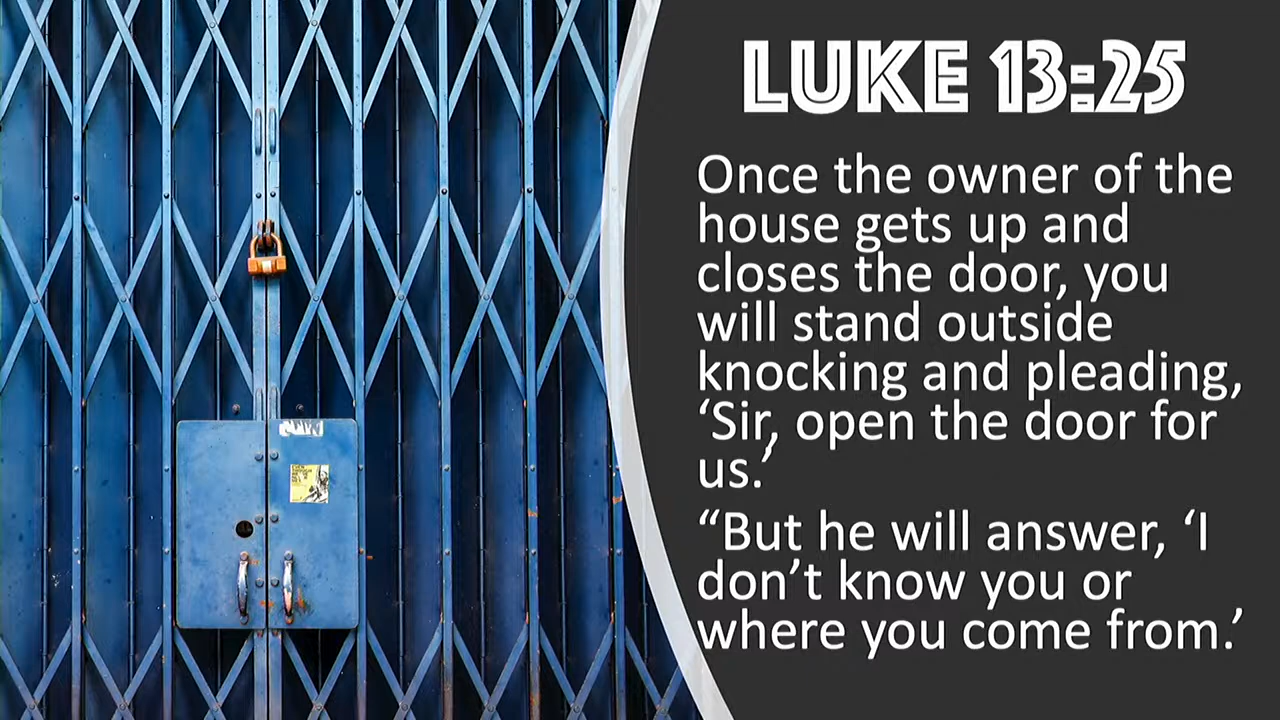 LUKE 13:25
Once the owner of the
house gets up and
closes the door, you
will stand outside
knocking and pleading,
‘Sir, open the door for
us.’
“But he will answer, ‘I
don’t know you or
where you come from.’